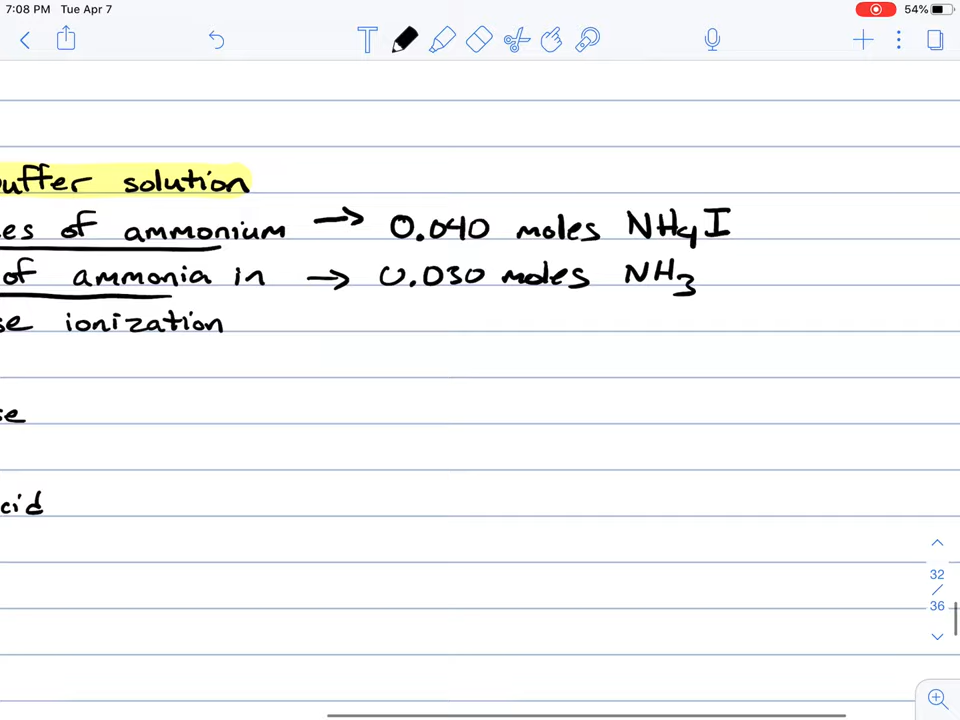 7:08 PM Tue Apr 7
54%
uffer solution
es of ammonium → 0.040 moles NH4I
of ammonia in → 0.030 moles NH3
se ionization
se
cid
32
/
36